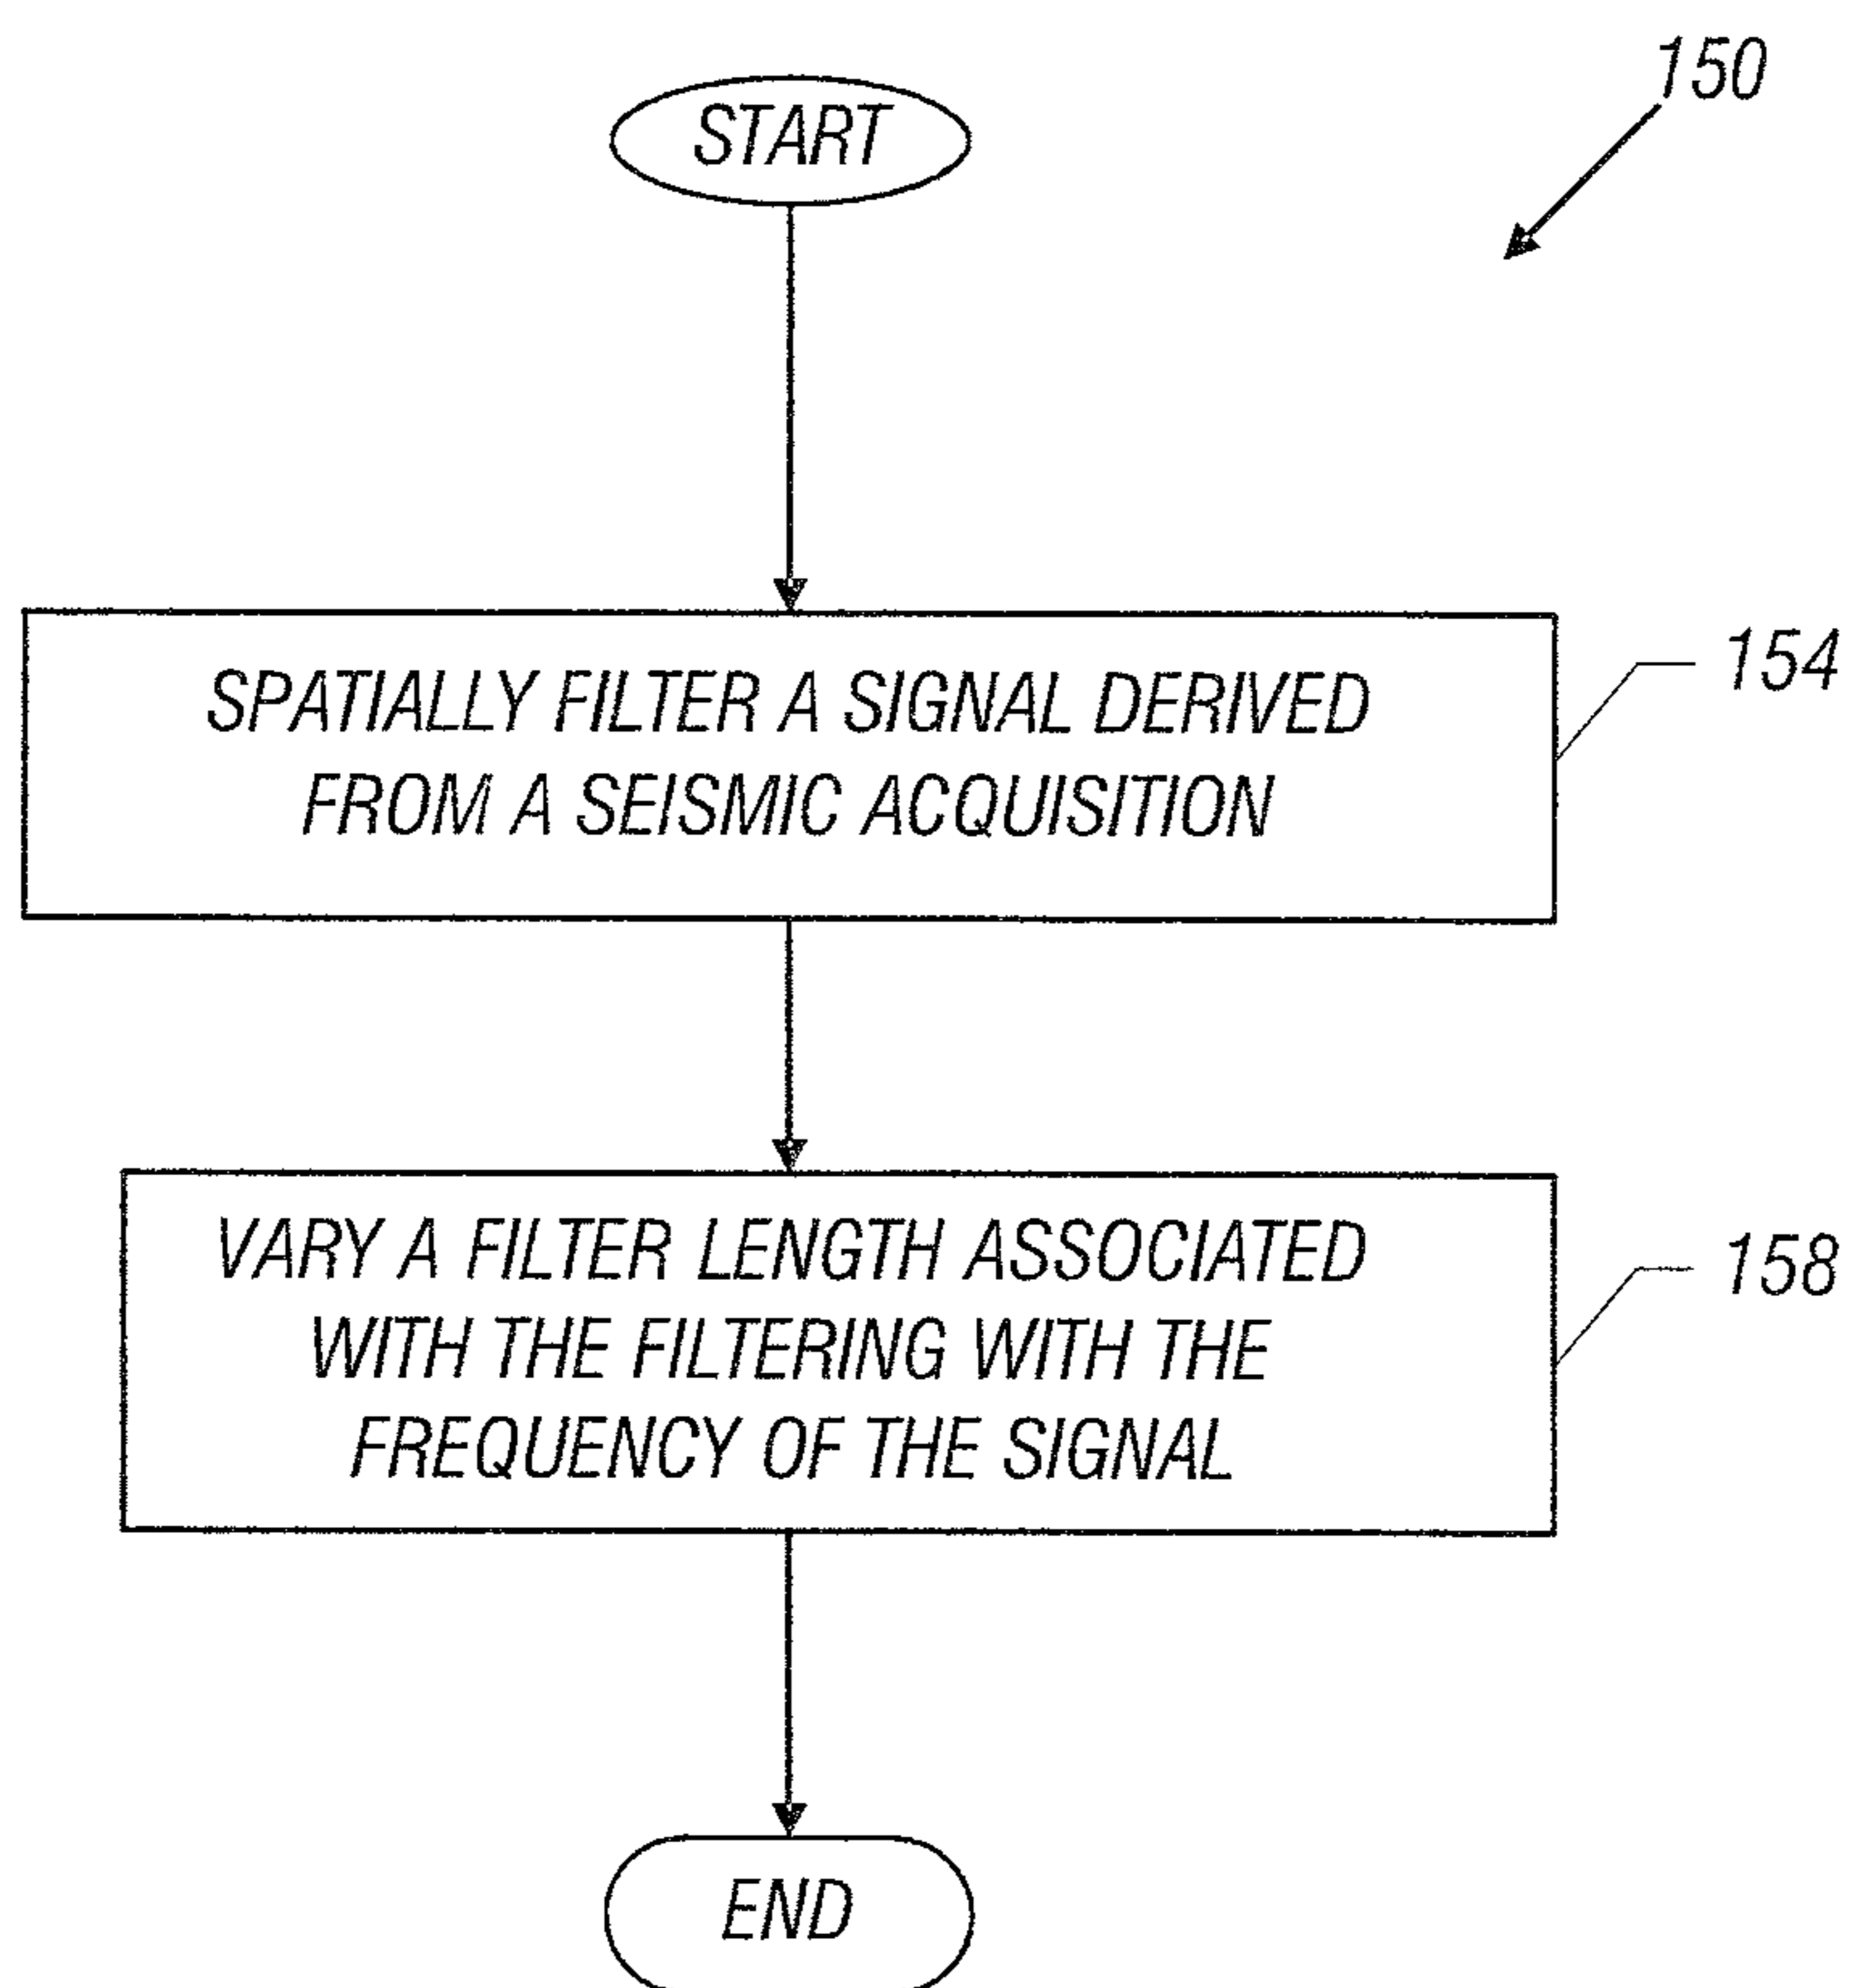 150
START
SPATIALLY FILTER A SIGNAL DERIVED
FROM A SEISMIC ACQUISITION
154
VARY A FILTER LENGTH ASSOCIATED
WITH THE FILTERING WITH THE
FREQUENCY OF THE SIGNAL
158
END